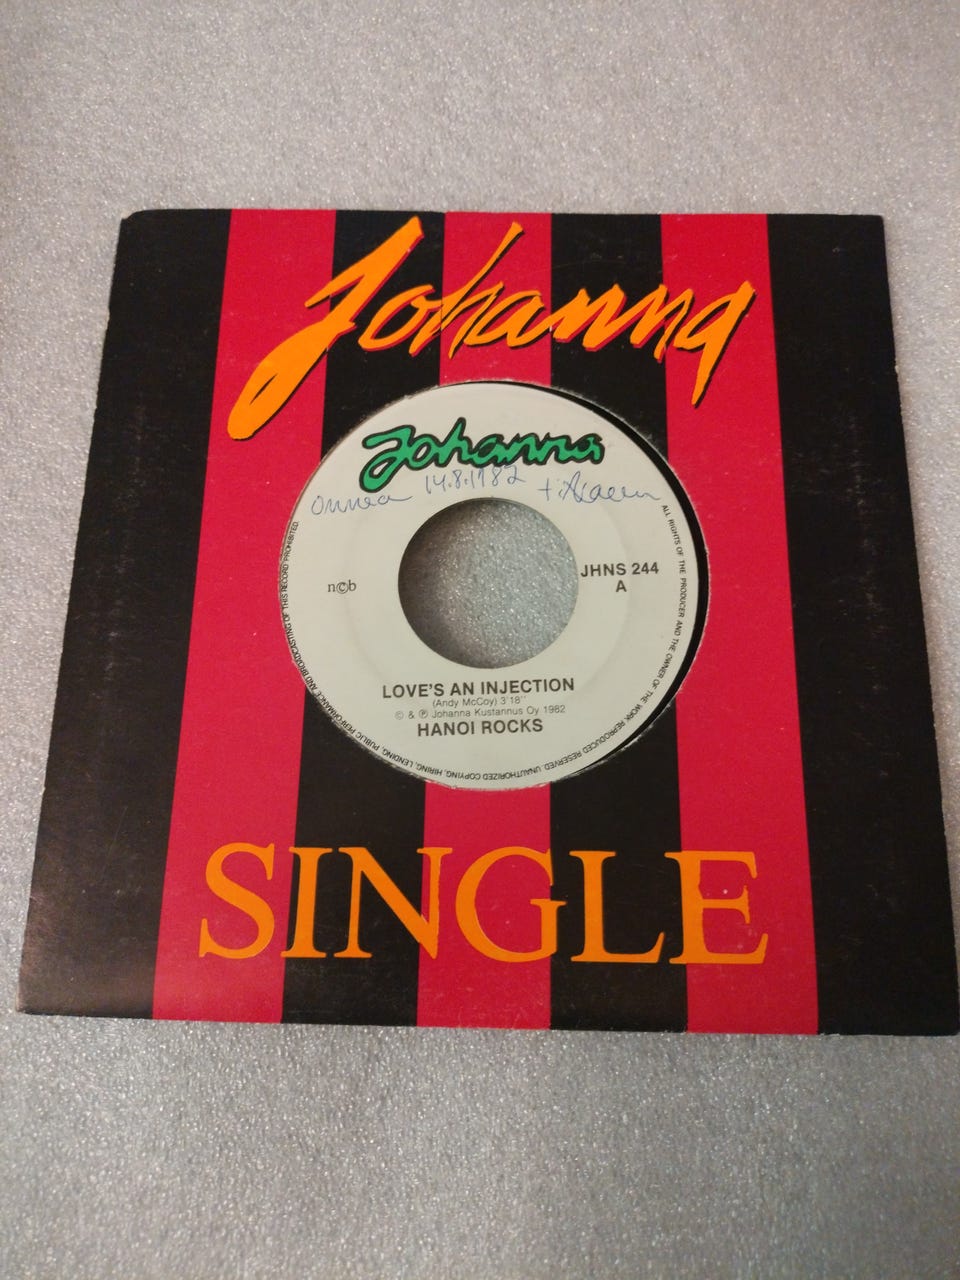 Johanna
Johanna
Onnea 14.8.1982
ncb
JHNS 244
A
LOVE'S AN INJECTION
(Andy McCoy) 3'18''
© & ℗ Johanna Kustannus Oy 1982
HANOI ROCKS
ALL RIGHTS OF THE PRODUCER AND THE OWNER OF THE WORK REPRODUCED RESERVED. UNAUTHORIZED COPYING, HIRING, LENDING, PUBLIC PERFORMANCE AND BROADCASTING OF THIS RECORD PROHIBITED
SINGLE